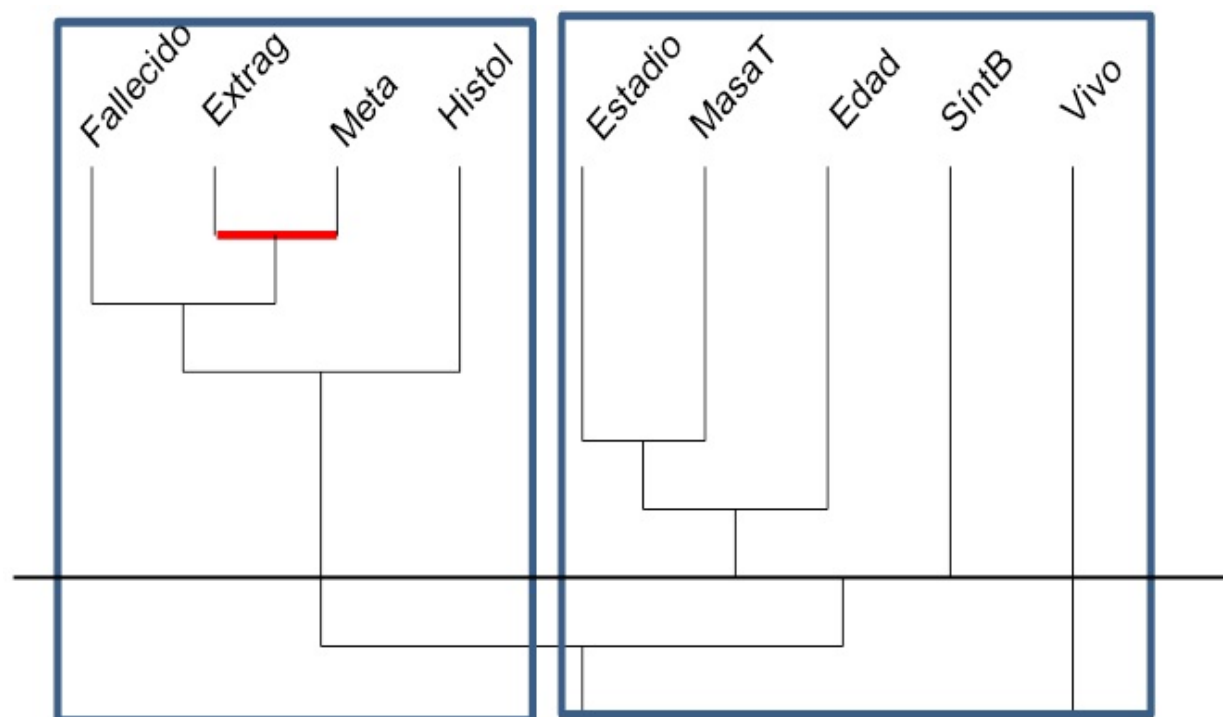 Fallecido
Extrag
Meta
Histol
Estadio
MasaT
Edad
SíntB
Vivo